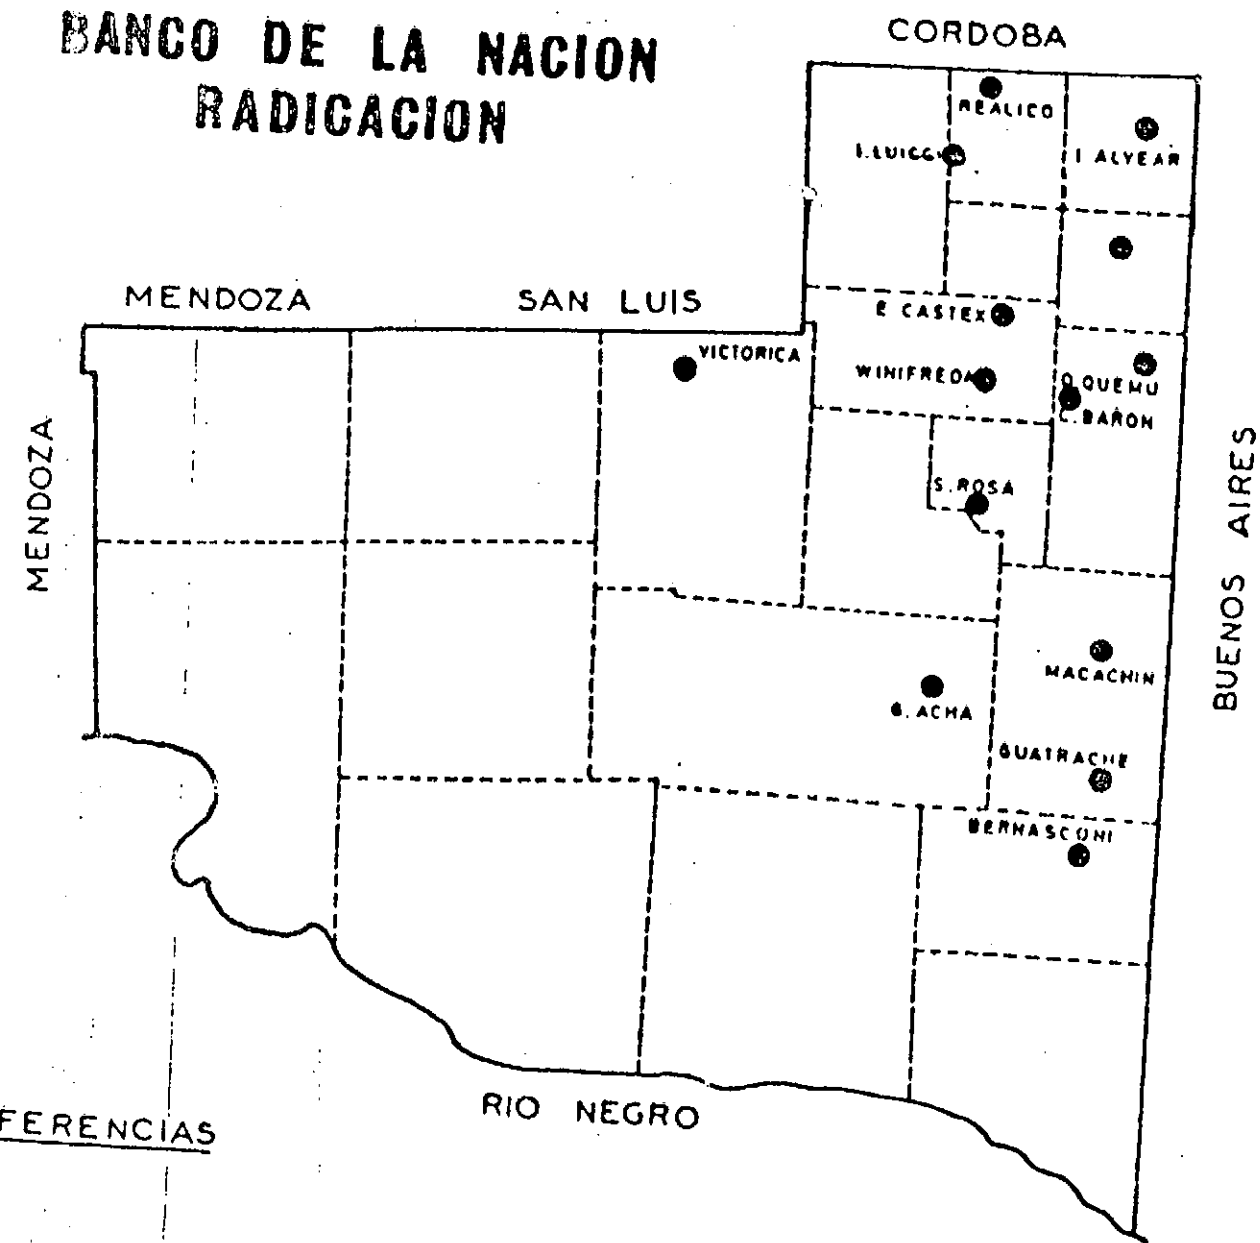 BANCO DE LA NACION
RADICACION
CORDOBA
REALICO
I.LUIGGI
I ALVEAR
MENDOZA
SAN LUIS
E CASTEX
VICTORICA
WINIFREDA
Q QUEMU
C.BARON
MENDOZA
S.ROSA
BUENOS AIRES
MACACHIN
G. ACHA
GUATRACHE
BERNASCONI
RIO NEGRO
FERENCIAS